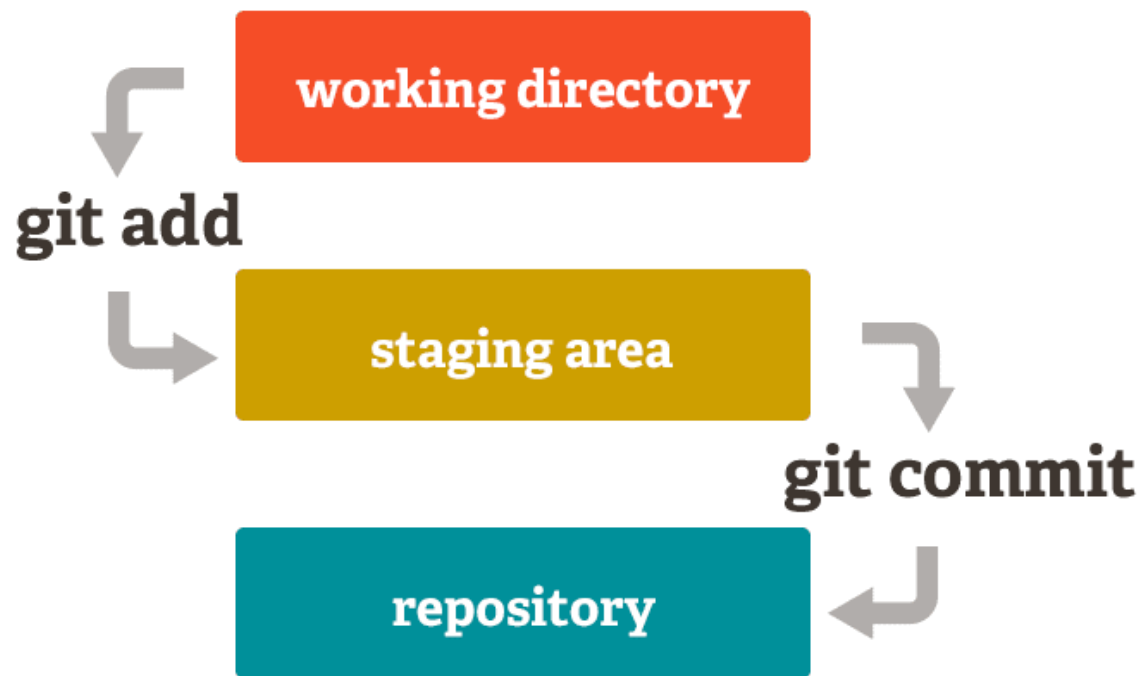 working directory
git add
staging area
git commit
repository